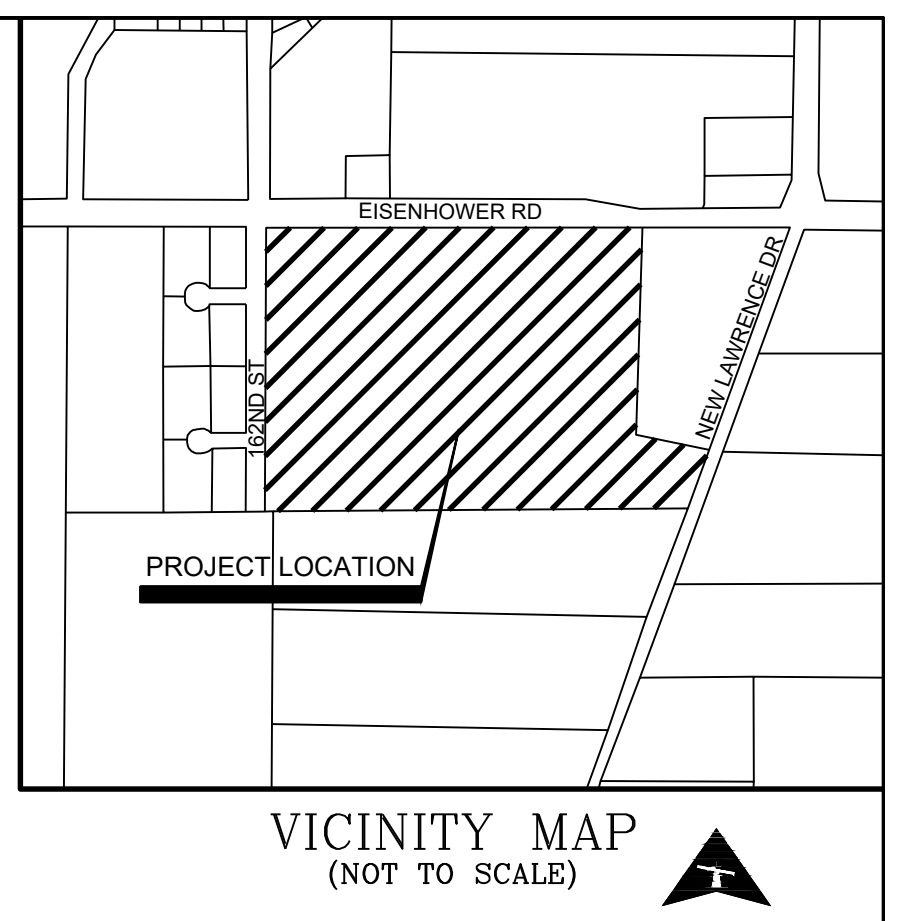 EISENHOWER RD
NEW LAWRENCE DR
162ND ST
PROJECT LOCATION
VICINITY MAP
(NOT TO SCALE)